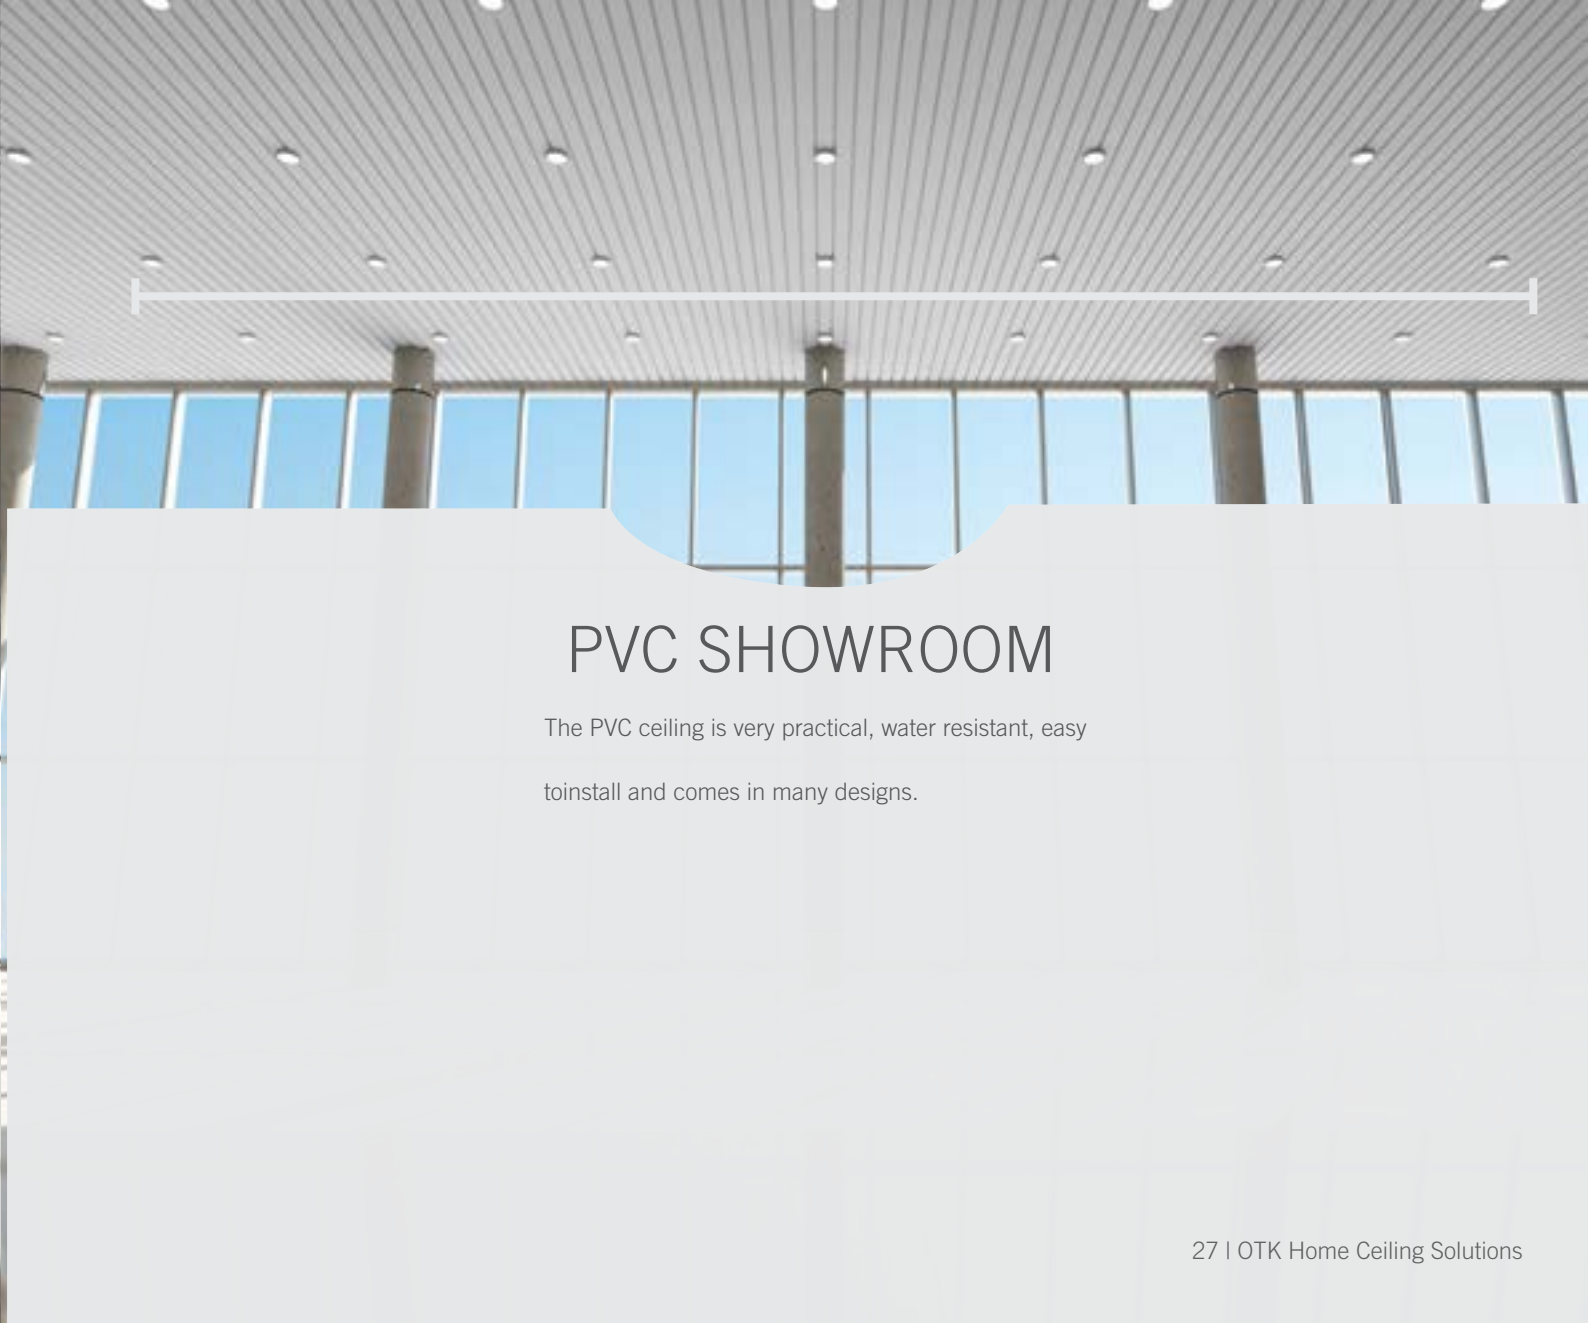 PVC SHOWROOM
The PVC ceiling is very practical, water resistant, easy
toinstall and comes in many designs.
27 | OTK Home Ceiling Solutions